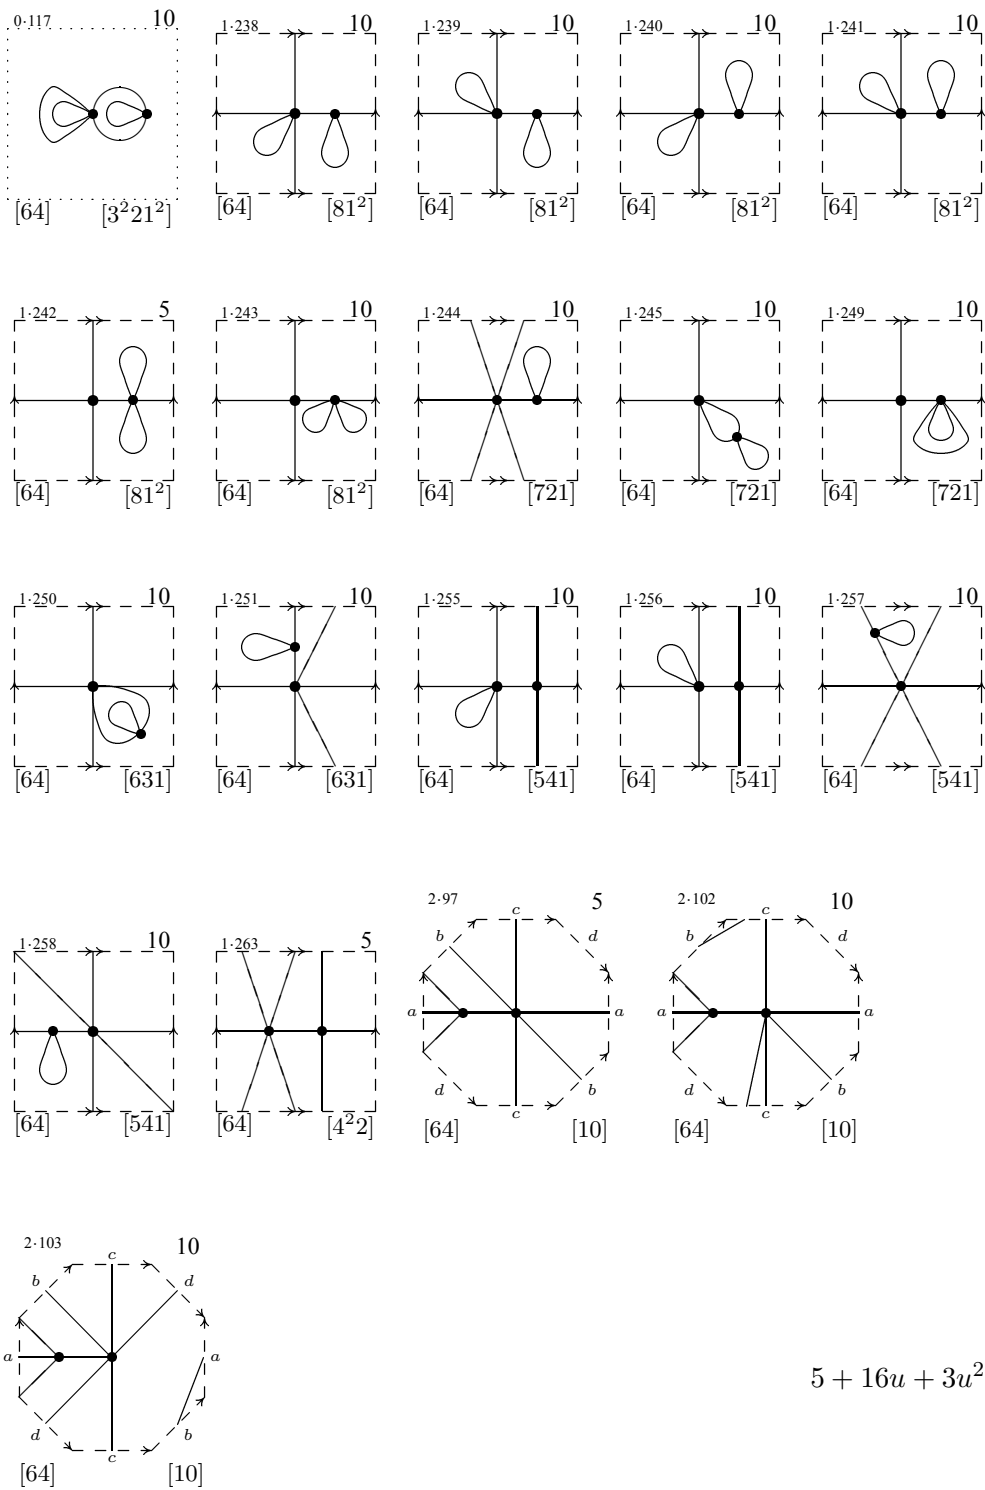 0·117 10 1·238 10 1·239 10 1·240 10 1·241 10
[64] [3²21²] [64] [81²] [64] [81²] [64] [81²] [64] [81²]
1·242 5 1·243 10 1·244 10 1·245 10 1·249 10
[64] [81²] [64] [81²] [64] [721] [64] [721] [64] [721]
1·250 10 1·251 10 1·255 10 1·256 10 1·257 10
[64] [631] [64] [631] [64] [541] [64] [541] [64] [541]
1·258 10 1·263 5 2·97 5 2·102 10
c c
b d b d
a a a a
d b d b
c c
[64] [541] [64] [4²2] [64] [10] [64] [10]
2·103 10
c
b d
a a
d b
c
[64] [10]
5 + 16u + 3u²